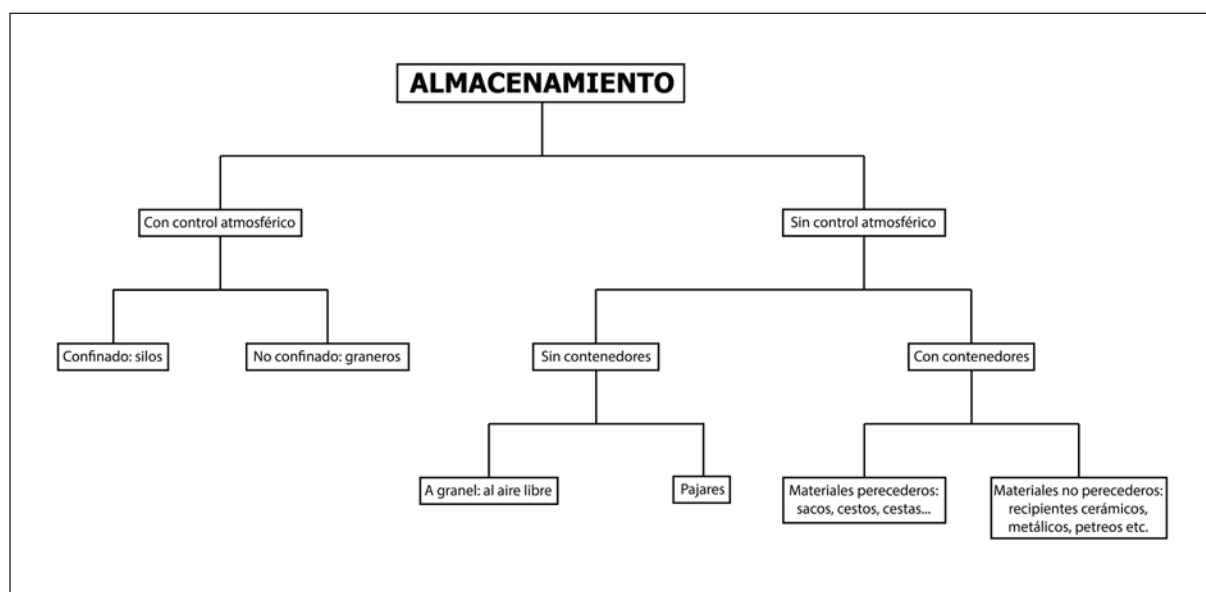 ALMACENAMIENTO
Con control atmosférico
Sin control atmosférico
Confinado: silos
No confinado: graneros
Sin contenedores
Con contenedores
A granel: al aire libre
Pajares
Materiales perecederos:
sacos, cestos, cestas...
Materiales no perecederos:
recipientes cerámicos,
metálicos, petreos etc.